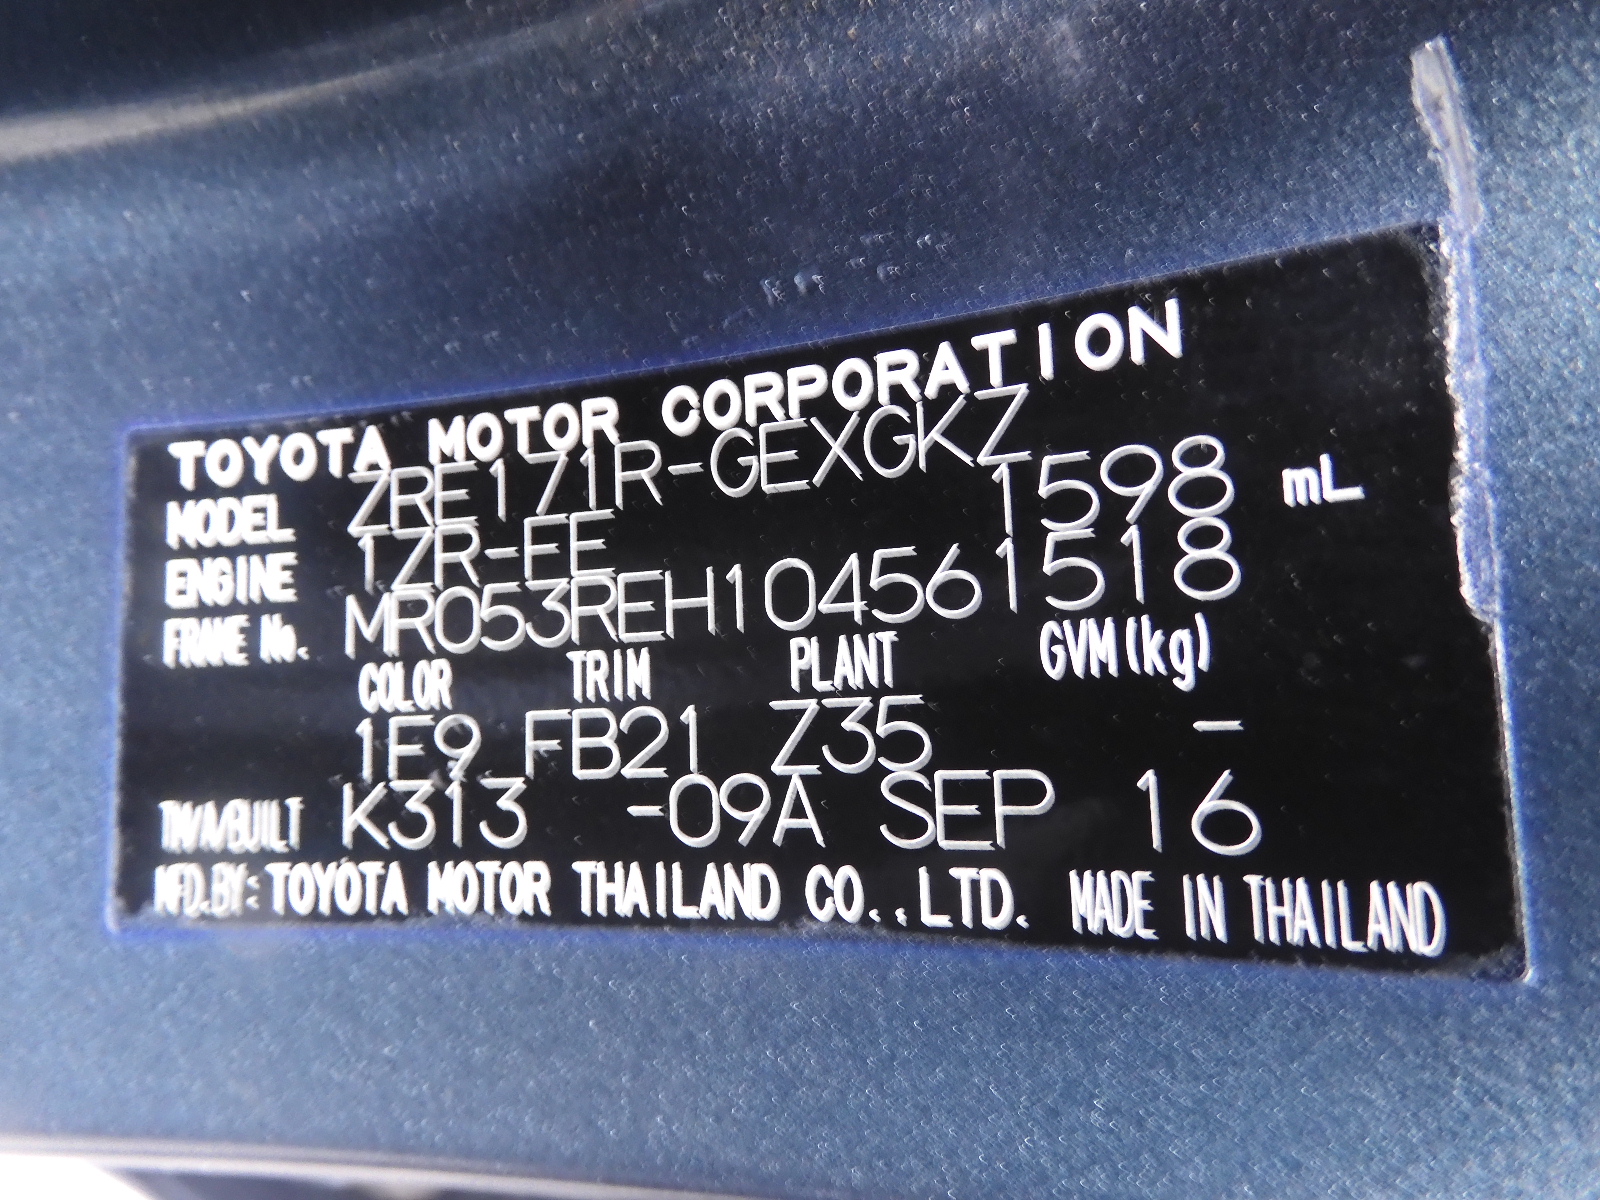 TOYOTA MOTOR CORPORATION
MODEL ZRE171R-GEXGKZ
ENGINE 1ZR-FE 1598 mL
FRAME No. MR053REH104561518
COLOR TRIM PLANT GVM(kg)
1E9 FB21 Z35 -
TM/A/BUILT K313 -09A SEP 16
MFD.BY:TOYOTA MOTOR THAILAND CO.,LTD. MADE IN THAILAND